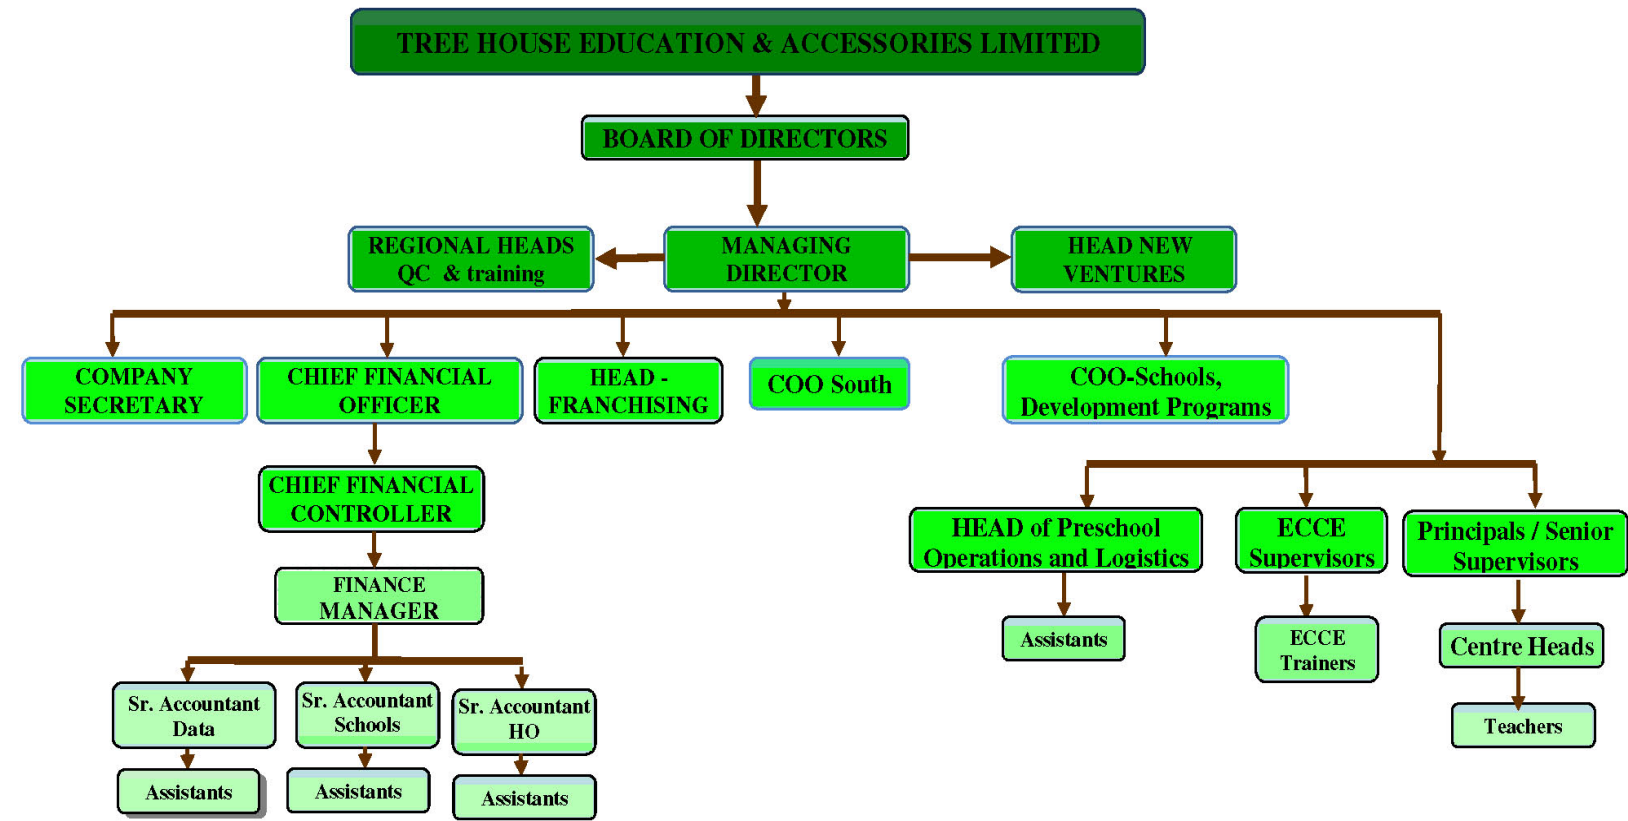 TREE HOUSE EDUCATION & ACCESSORIES LIMITED
BOARD OF DIRECTORS
REGIONAL HEADS
QC & training
MANAGING
DIRECTOR
HEAD NEW
VENTURES
COMPANY
SECRETARY
CHIEF FINANCIAL
OFFICER
HEAD -
FRANCHISING
COO South
COO-Schools,
Development Programs
CHIEF FINANCIAL
CONTROLLER
HEAD of Preschool
Operations and Logistics
ECCE
Supervisors
Principals / Senior
Supervisors
FINANCE
MANAGER
Assistants
ECCE
Trainers
Centre Heads
Sr. Accountant
Data
Sr. Accountant
Schools
Sr. Accountant
HO
Teachers
Assistants
Assistants
Assistants